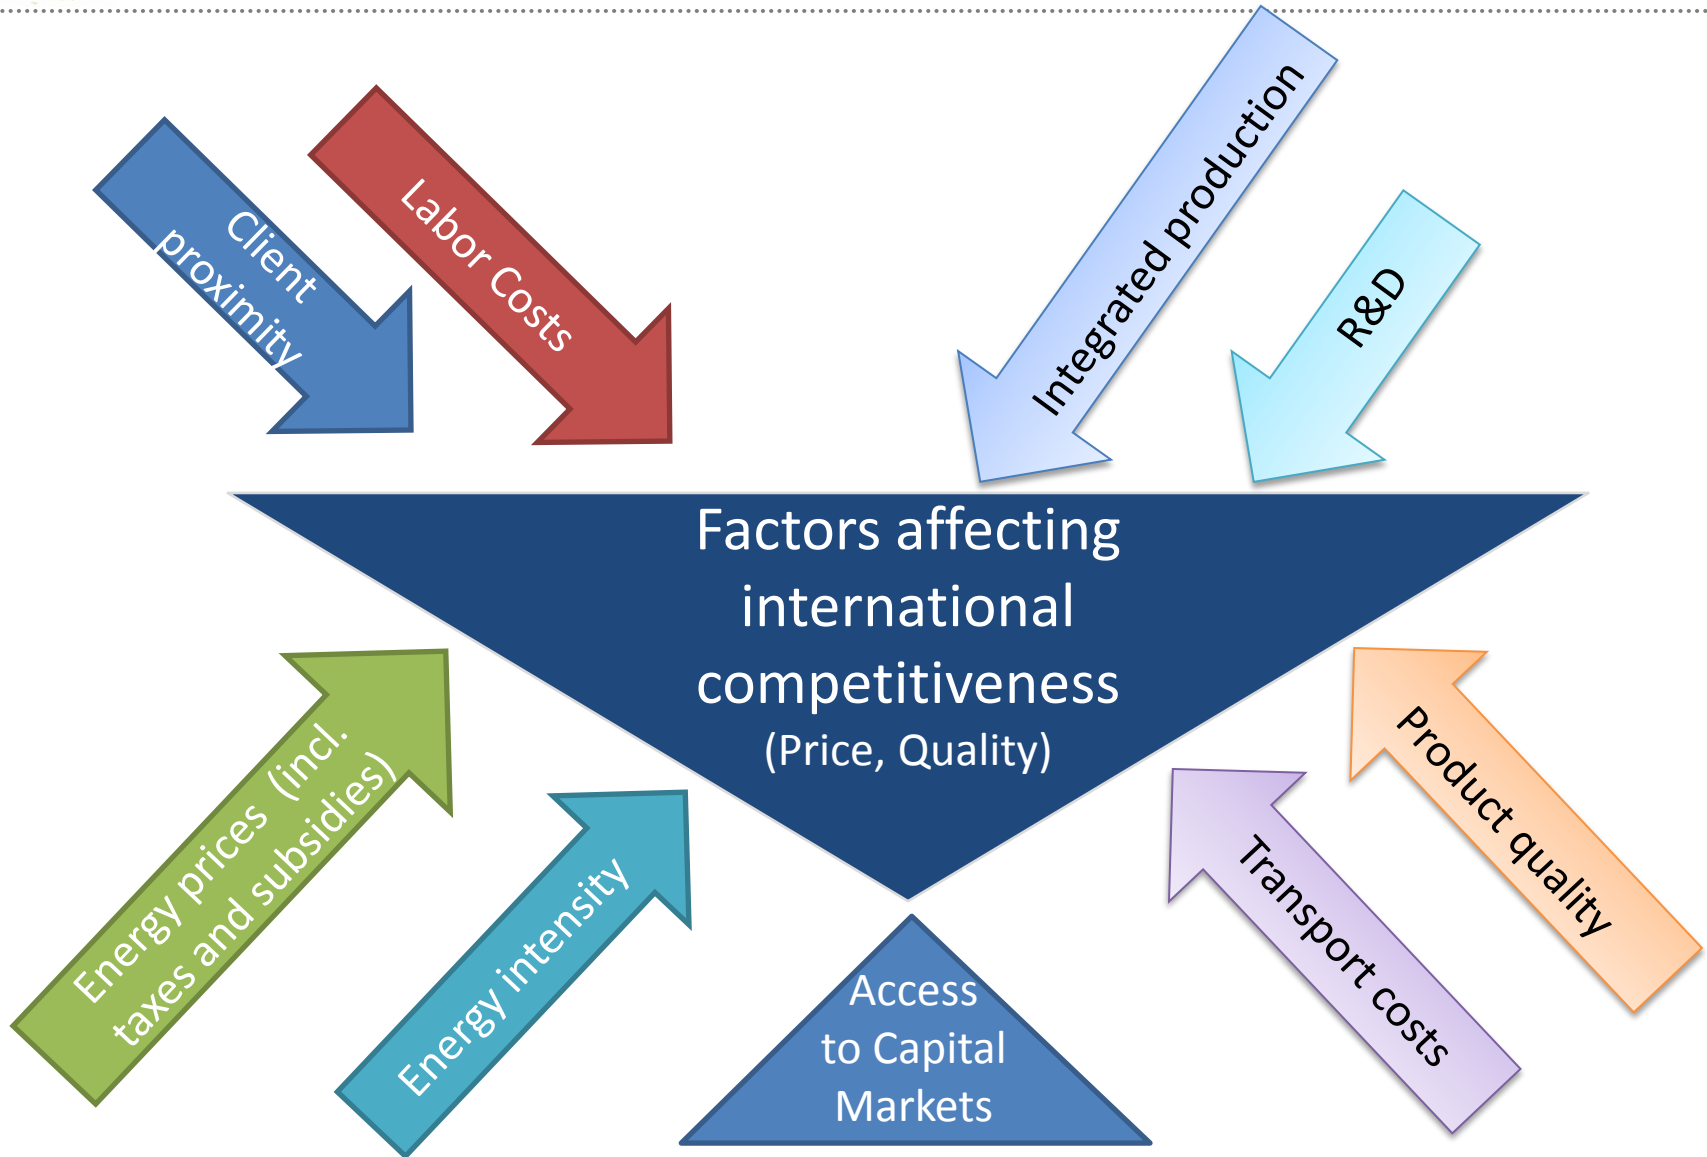 Client
proximity
Labor Costs
Integrated production
R&D
Factors affecting
international
competitiveness
(Price, Quality)
Energy prices (incl.
taxes and subsidies)
Energy intensity
Access
to Capital
Markets
Transport costs
Product quality